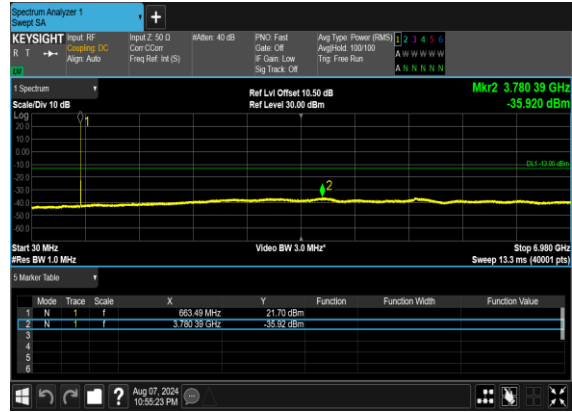 Spectrum Analyzer 1
Swept SA
+
KEYSIGHT
R T
Input: RF
Coupling: DC
Align: Auto
Input Z: 50 Ω
Corr CCorr
Freq Ref: Int (S)
#Atten: 40 dB
PNO: Fast
Gate: Off
IF Gain: Low
Sig Track: Off
Avg Type: Power (RMS)
Avg|Hold: 100/100
Trig: Free Run
1 2 3 4 5 6
A W W W W W
A N N N N N
1 Spectrum
Scale/Div 10 dB
Ref Lvl Offset 10.50 dB
Ref Level 30.00 dBm
Mkr2 3.780 39 GHz
-35.920 dBm
Log
20.0
10.0
0.00
-10.0
-20.0
-30.0
-40.0
-50.0
-60.0
1
2
DL1 -13.00 dBm
Start 30 MHz
#Res BW 1.0 MHz
Video BW 3.0 MHz*
Stop 6.980 GHz
Sweep 13.3 ms (40001 pts)
5 Marker Table
Mode Trace Scale X Y Function Function Width Function Value
1 N 1 f 663.49 MHz 21.70 dBm
2 N 1 f 3.780 39 GHz -35.92 dBm
3
4
5
6
?
Aug 07, 2024
10:55:23 PM